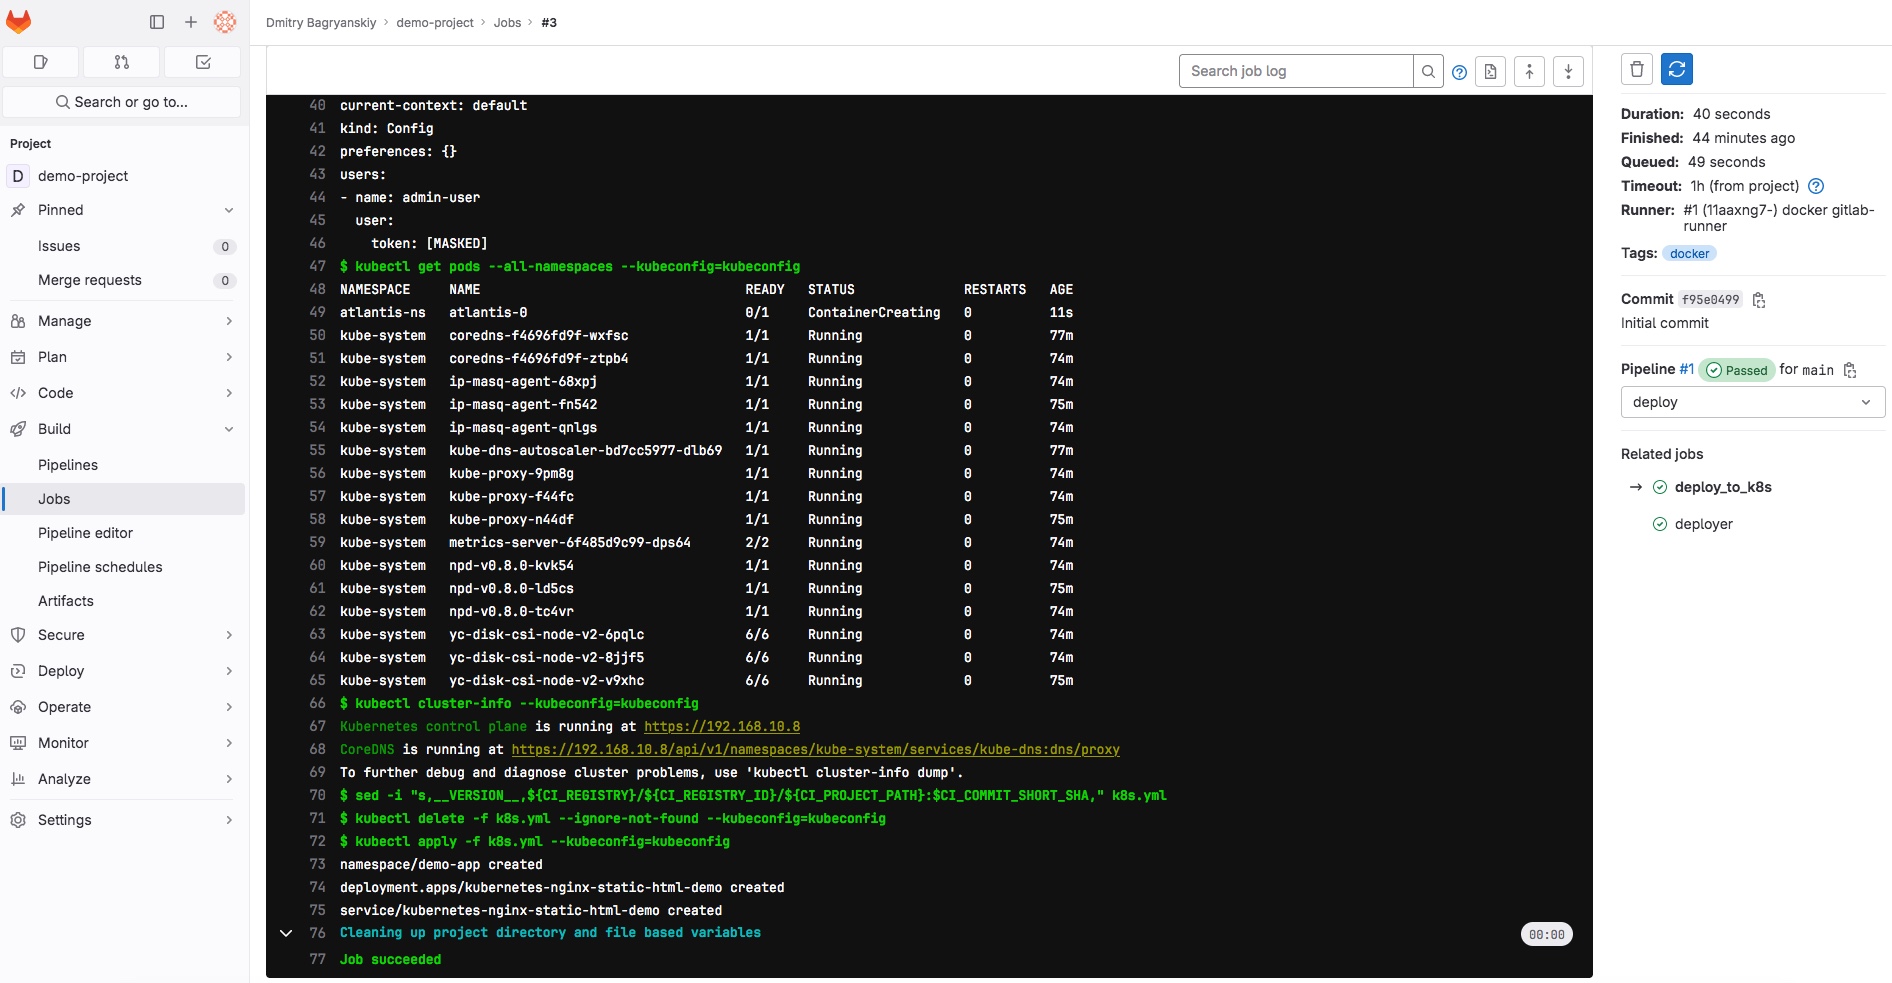 Dmitry Bagryanskiy › demo-project › Jobs › #3
Search or go to...
Project
D demo-project
Pinned
Issues 0
Merge requests 0
Manage
Plan
Code
Build
Pipelines
Jobs
Pipeline editor
Pipeline schedules
Artifacts
Secure
Deploy
Operate
Monitor
Analyze
Settings
Search job log
40 current-context: default
41 kind: Config
42 preferences: {}
43 users:
44 - name: admin-user
45 user:
46 token: [MASKED]
47 $ kubectl get pods --all-namespaces --kubeconfig=kubeconfig
48 NAMESPACE NAME READY STATUS RESTARTS AGE
49 atlantis-ns atlantis-0 0/1 ContainerCreating 0 11s
50 kube-system coredns-f4696fd9f-wxfsc 1/1 Running 0 77m
51 kube-system coredns-f4696fd9f-ztpb4 1/1 Running 0 74m
52 kube-system ip-masq-agent-68xpj 1/1 Running 0 74m
53 kube-system ip-masq-agent-fn542 1/1 Running 0 75m
54 kube-system ip-masq-agent-qnlgs 1/1 Running 0 74m
55 kube-system kube-dns-autoscaler-bd7cc5977-dlb69 1/1 Running 0 77m
56 kube-system kube-proxy-9pm8g 1/1 Running 0 74m
57 kube-system kube-proxy-f44fc 1/1 Running 0 74m
58 kube-system kube-proxy-n44df 1/1 Running 0 75m
59 kube-system metrics-server-6f485d9c99-dps64 2/2 Running 0 74m
60 kube-system npd-v0.8.0-kvk54 1/1 Running 0 74m
61 kube-system npd-v0.8.0-ld5cs 1/1 Running 0 75m
62 kube-system npd-v0.8.0-tc4vr 1/1 Running 0 74m
63 kube-system yc-disk-csi-node-v2-6pqlc 6/6 Running 0 74m
64 kube-system yc-disk-csi-node-v2-8jjf5 6/6 Running 0 74m
65 kube-system yc-disk-csi-node-v2-v9xhc 6/6 Running 0 75m
66 $ kubectl cluster-info --kubeconfig=kubeconfig
67 Kubernetes control plane is running at https://192.168.10.8
68 CoreDNS is running at https://192.168.10.8/api/v1/namespaces/kube-system/services/kube-dns:dns/proxy
69 To further debug and diagnose cluster problems, use 'kubectl cluster-info dump'.
70 $ sed -i "s,__VERSION__,${CI_REGISTRY}/${CI_REGISTRY_ID}/${CI_PROJECT_PATH}:$CI_COMMIT_SHORT_SHA," k8s.yml
71 $ kubectl delete -f k8s.yml --ignore-not-found --kubeconfig=kubeconfig
72 $ kubectl apply -f k8s.yml --kubeconfig=kubeconfig
73 namespace/demo-app created
74 deployment.apps/kubernetes-nginx-static-html-demo created
75 service/kubernetes-nginx-static-html-demo created
76 Cleaning up project directory and file based variables 00:00
77 Job succeeded
Duration: 40 seconds
Finished: 44 minutes ago
Queued: 49 seconds
Timeout: 1h (from project)
Runner: #1 (11aaxng7-) docker gitlab-
runner
Tags: docker
Commit f95e0499
Initial commit
Pipeline #1 Passed for main
deploy
Related jobs
→ deploy_to_k8s
deployer